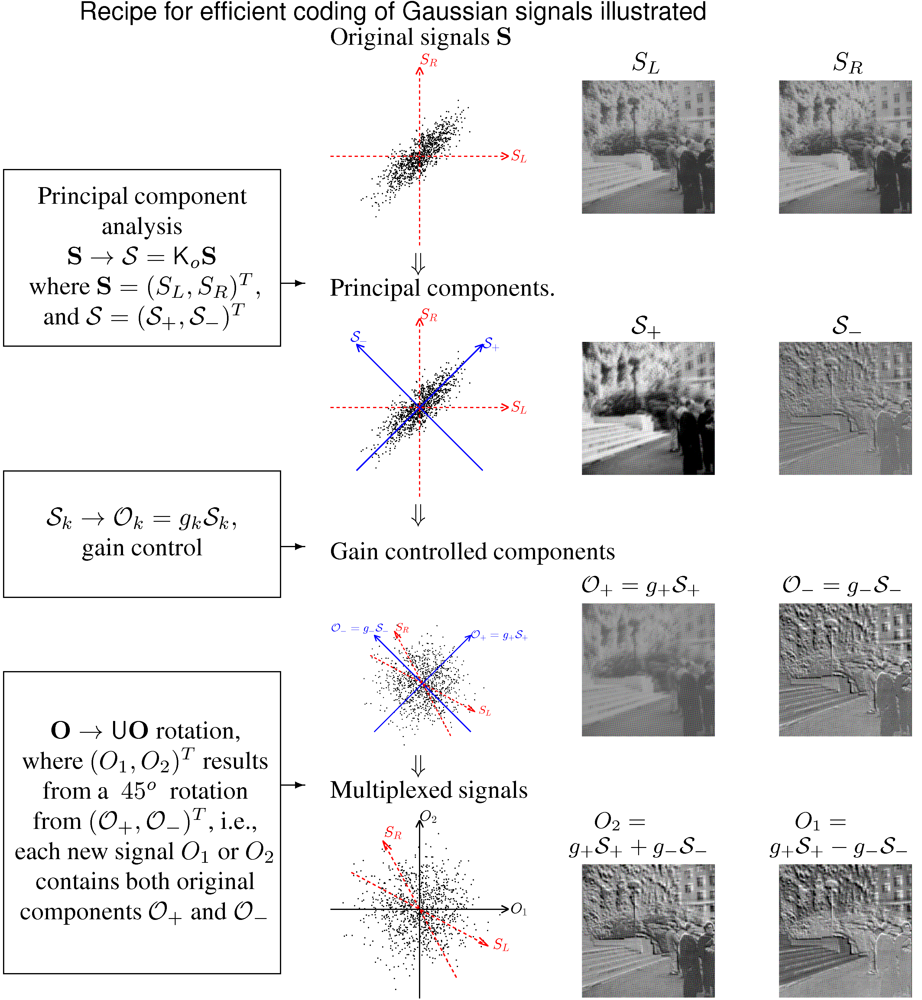 Recipe for efficient coding of Gaussian signals illustrated
Original signals S
S_R
S_L
S_L
S_R
Principal component
analysis
S → 𝒮 = K_o S
where S = (S_L, S_R)^T,
and 𝒮 = (𝒮_+, 𝒮_−)^T
⇓
Principal components.
S_R
𝒮_−
𝒮_+
S_L
𝒮_+
𝒮_−
𝒮_k → 𝒪_k = g_k 𝒮_k,
gain control
⇓
Gain controlled components
𝒪_− = g_− 𝒮_−
S_R
𝒪_+ = g_+ 𝒮_+
S_L
𝒪_+ = g_+ 𝒮_+
𝒪_− = g_− 𝒮_−
O → UO rotation,
where (O_1, O_2)^T results
from a 45^o rotation
from (𝒪_+, 𝒪_−)^T, i.e.,
each new signal O_1 or O_2
contains both original
components 𝒪_+ and 𝒪_−
⇓
Multiplexed signals
O_2
S_R
O_1
S_L
O_2 =
g_+ 𝒮_+ + g_− 𝒮_−
O_1 =
g_+ 𝒮_+ − g_− 𝒮_−